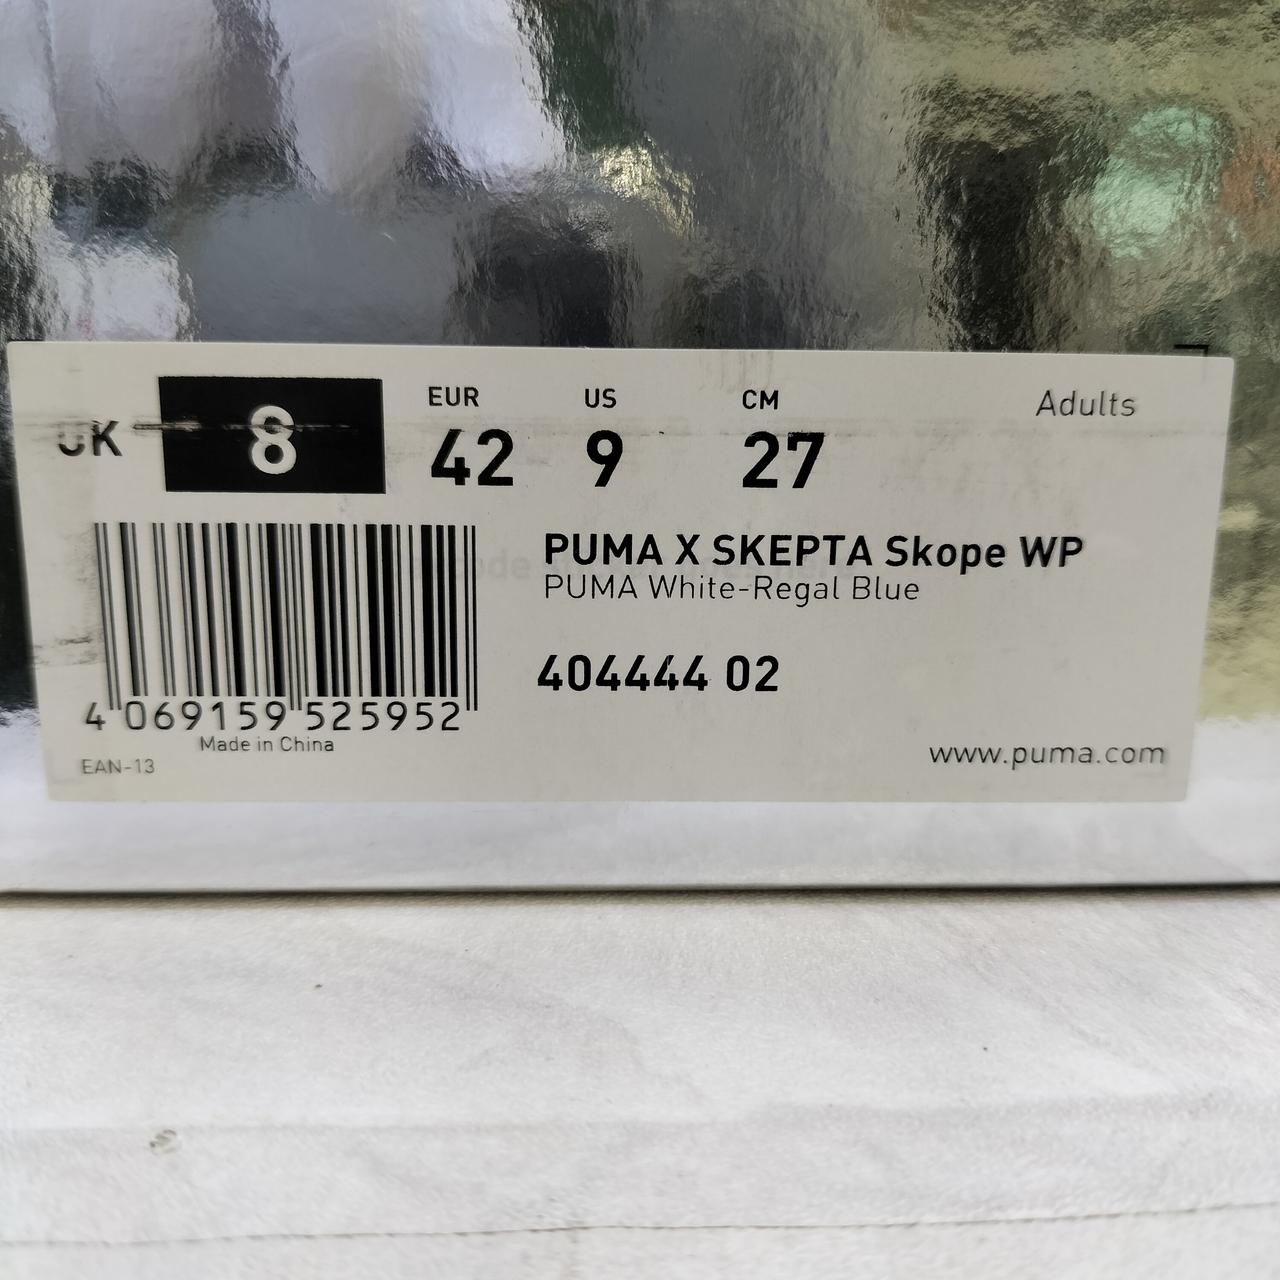 UK 8
EUR 42
US 9
CM 27
Adults
PUMA X SKEPTA Skope WP
PUMA White-Regal Blue
404444 02
4 069159 525952
Made in China
EAN-13
www.puma.com